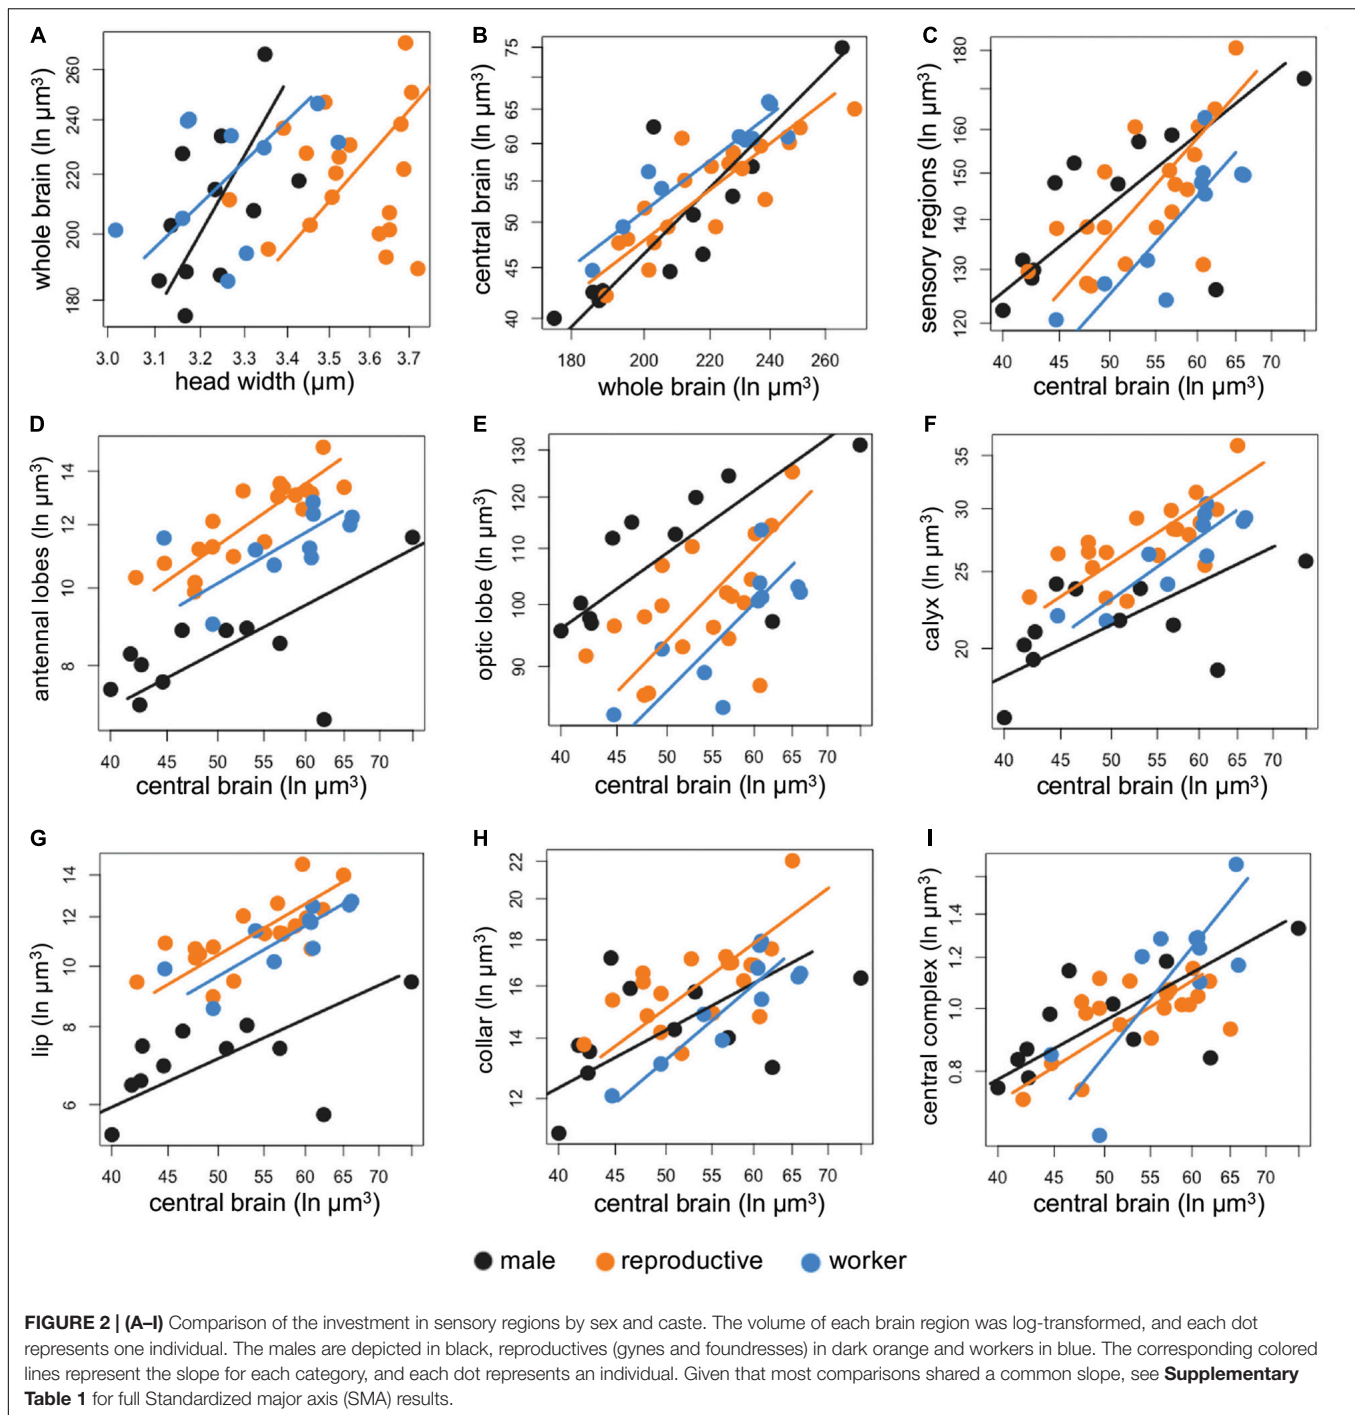 A
whole brain (ln µm³)
260
240
220
200
180
3.0 3.1 3.2 3.3 3.4 3.5 3.6 3.7
head width (µm)
B
central brain (ln µm³)
75
65
60
55
50
45
40
180 200 220 240 260
whole brain (ln µm³)
C
sensory regions (ln µm³)
180
160
150
140
130
120
40 45 50 55 60 65 70
central brain (ln µm³)
D
antennal lobes (ln µm³)
14
12
10
8
40 45 50 55 60 65 70
central brain (ln µm³)
E
optic lobe (ln µm³)
130
120
110
100
90
40 45 50 55 60 65 70
central brain (ln µm³)
F
calyx (ln µm³)
35
30
25
20
40 45 50 55 60 65 70
central brain (ln µm³)
G
lip (ln µm³)
14
12
10
8
6
40 45 50 55 60 65 70
central brain (ln µm³)
H
collar (ln µm³)
22
20
18
16
14
12
40 45 50 55 60 65 70
central brain (ln µm³)
I
central complex (ln µm³)
1.4
1.2
1.0
0.8
40 45 50 55 60 65 70
central brain (ln µm³)
male reproductive worker
FIGURE 2 | (A–I) Comparison of the investment in sensory regions by sex and caste. The volume of each brain region was log-transformed, and each dot
represents one individual. The males are depicted in black, reproductives (gynes and foundresses) in dark orange and workers in blue. The corresponding colored
lines represent the slope for each category, and each dot represents an individual. Given that most comparisons shared a common slope, see Supplementary
Table 1 for full Standardized major axis (SMA) results.